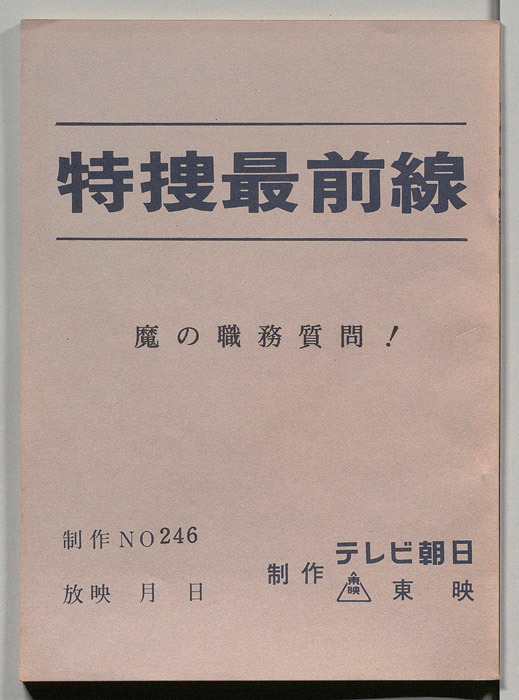 特捜最前線
魔の職務質問！
制作NO246
放映 月 日
制作 テレビ朝日
東映 東映